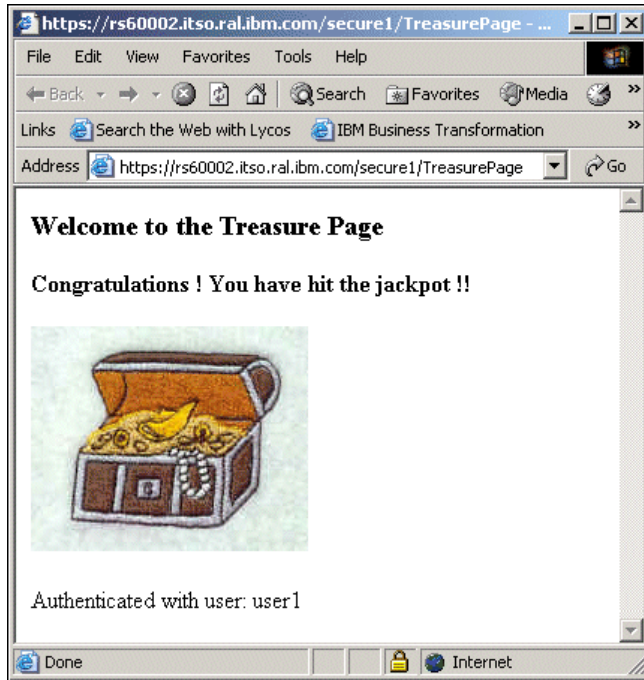 https://rs60002.itso.ral.ibm.com/secure1/TreasurePage - ...
File Edit View Favorites Tools Help
Back Search Favorites Media »
Links Search the Web with Lycos IBM Business Transformation »
Address https://rs60002.itso.ral.ibm.com/secure1/TreasurePage Go
Welcome to the Treasure Page
Congratulations ! You have hit the jackpot !!
Authenticated with user: user1
Done Internet